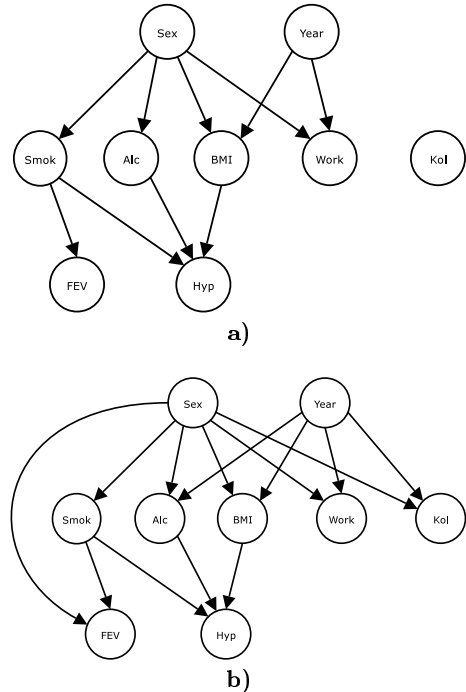 Sex Year
Smok Alc BMI Work Kol
FEV Hyp
a)
Sex Year
Smok Alc BMI Work Kol
FEV Hyp
b)